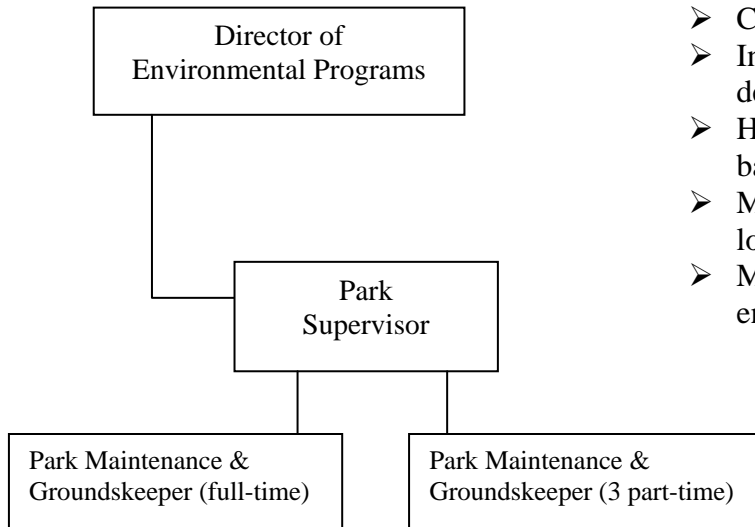 Director of
Environmental Programs
Park
Supervisor
Park Maintenance &
Groundskeeper (full-time)
Park Maintenance &
Groundskeeper (3 part-time)